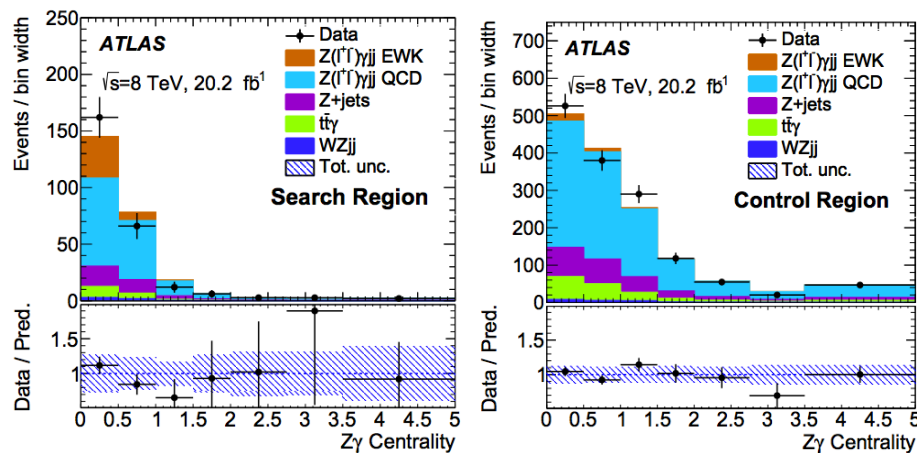 ATLAS
√s=8 TeV, 20.2 fb¹
Data
Z(l⁺l⁻)γjj EWK
Z(l⁺l⁻)γjj QCD
Z+jets
tt̄γ
WZjj
Tot. unc.
Search Region
Events / bin width
250
200
150
100
50
0
Data / Pred.
1.5
1
0 0.5 1 1.5 2 2.5 3 3.5 4 4.5 5
Zγ Centrality
ATLAS
√s=8 TeV, 20.2 fb¹
Data
Z(l⁺l⁻)γjj EWK
Z(l⁺l⁻)γjj QCD
Z+jets
tt̄γ
WZjj
Tot. unc.
Control Region
Events / bin width
700
600
500
400
300
200
100
0
Data / Pred.
1.5
1
0 0.5 1 1.5 2 2.5 3 3.5 4 4.5 5
Zγ Centrality